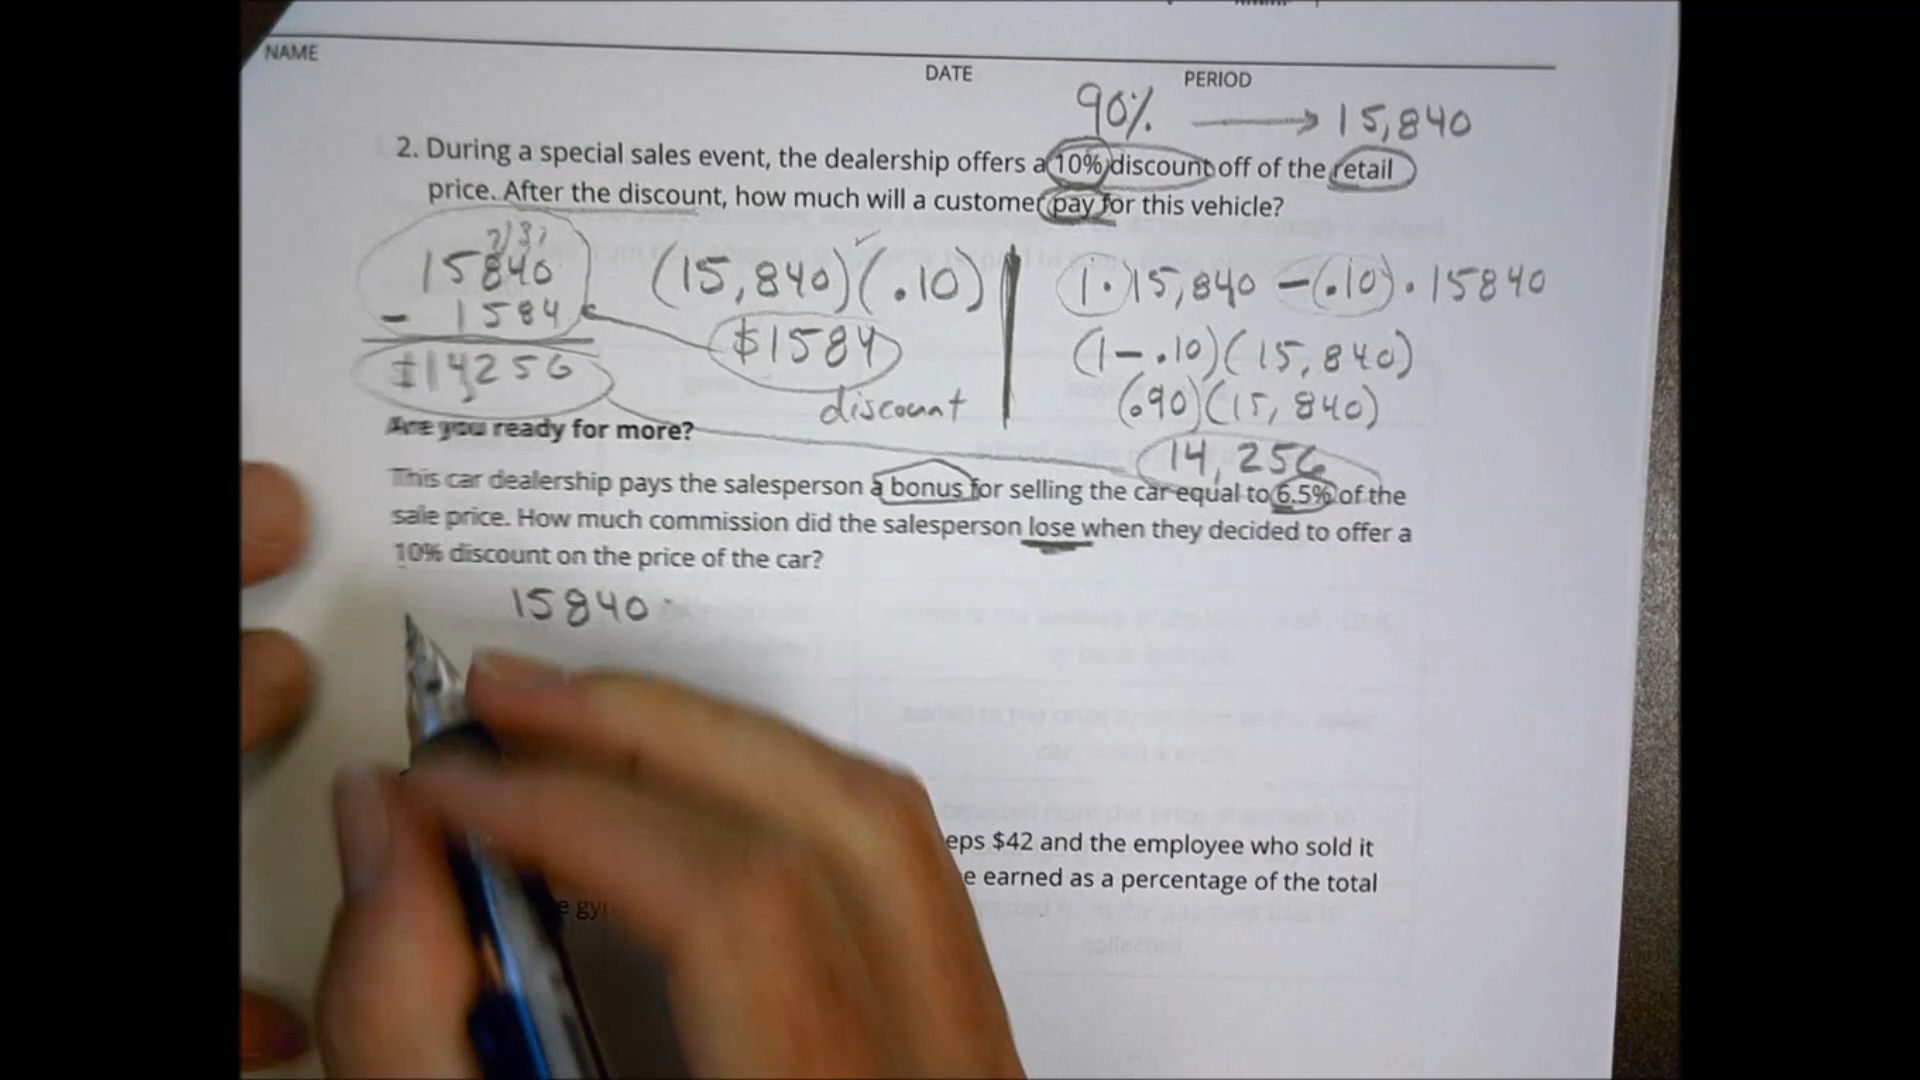 NAME
DATE
PERIOD
90% → 15,840
2. During a special sales event, the dealership offers a 10% discount off of the retail
price. After the discount, how much will a customer pay for this vehicle?
15840
- 1584
$14,256
(15,840)(.10)
$1584
discount
1·15,840 - (.10)·15840
(1-.10)(15,840)
(.90)(15,840)
14,256
Are you ready for more?
This car dealership pays the salesperson a bonus for selling the car equal to 6.5% of the
sale price. How much commission did the salesperson lose when they decided to offer a
10% discount on the price of the car?
15840
eps $42 and the employee who sold it
e earned as a percentage of the total